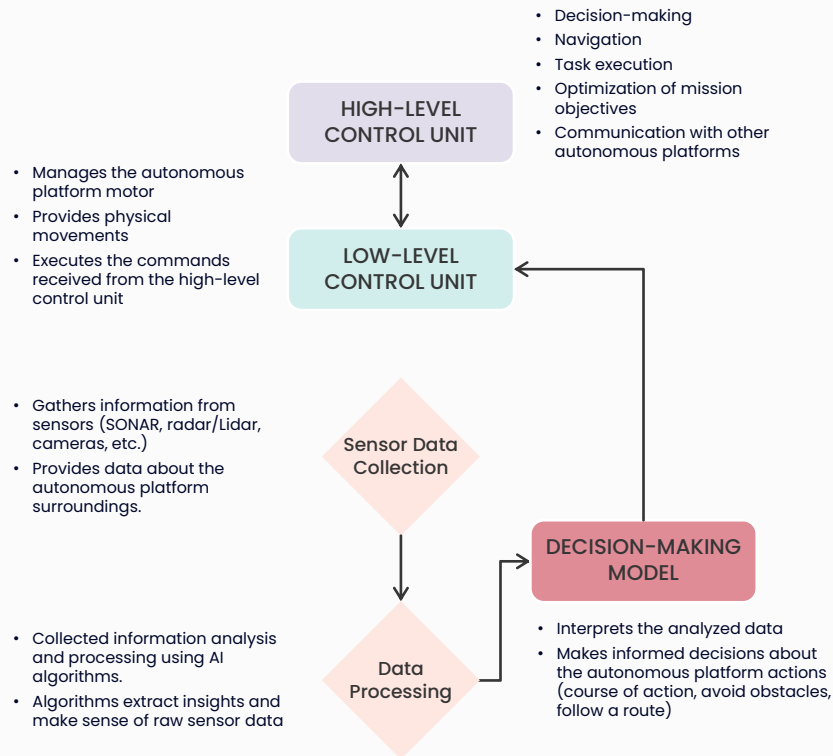 • Decision-making
• Navigation
• Task execution
• Optimization of mission
objectives
• Communication with other
autonomous platforms
HIGH-LEVEL
CONTROL UNIT
• Manages the autonomous
platform motor
• Provides physical
movements
• Executes the commands
received from the high-level
control unit
LOW-LEVEL
CONTROL UNIT
• Gathers information from
sensors (SONAR, radar/Lidar,
cameras, etc.)
• Provides data about the
autonomous platform
surroundings.
Sensor Data
Collection
DECISION-MAKING
MODEL
• Interprets the analyzed data
• Makes informed decisions about
the autonomous platform actions
(course of action, avoid obstacles,
follow a route)
• Collected information analysis
and processing using AI
algorithms.
• Algorithms extract insights and
make sense of raw sensor data
Data
Processing